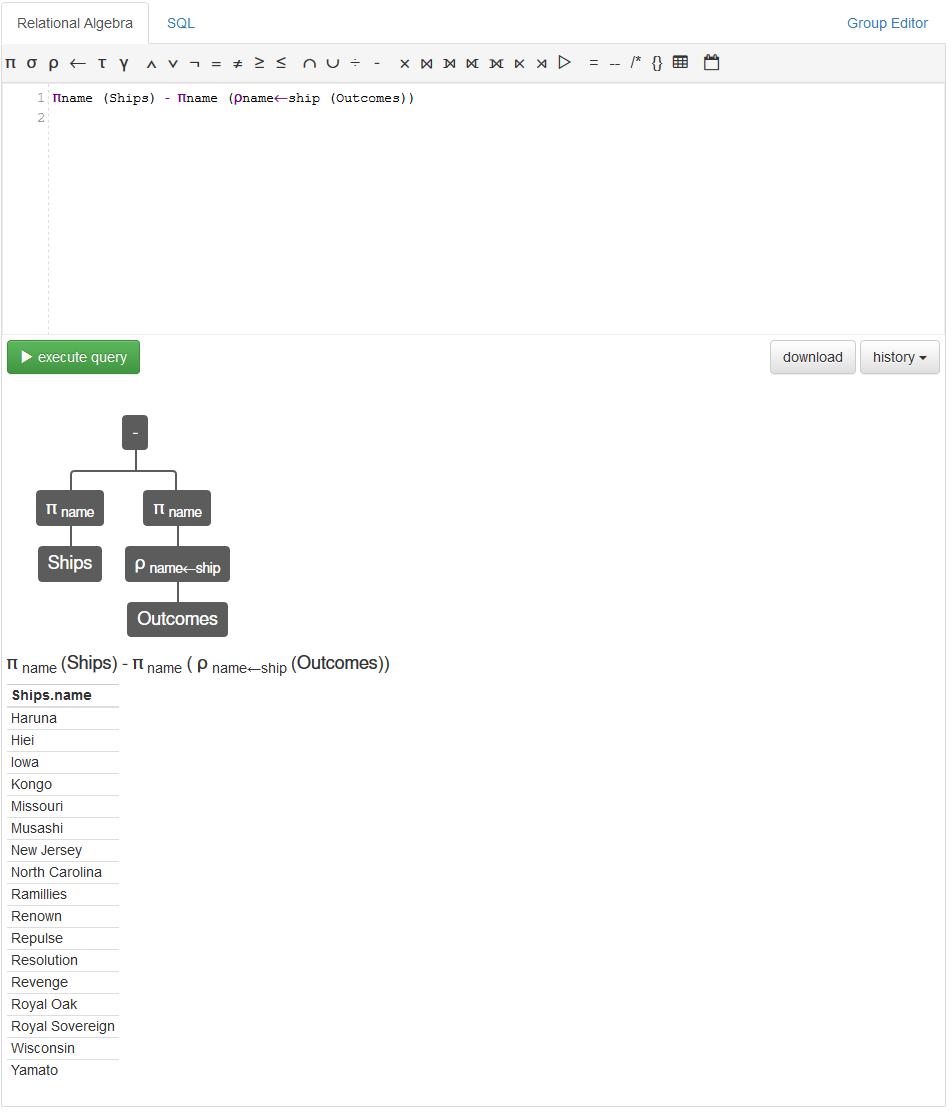 Relational Algebra SQL Group Editor
π σ ρ ← τ γ ∧ ∨ ¬ = ≠ ≥ ≤ ∩ ∪ ÷ - × ⋈ ⟕ ⟖ ⟗ ⋉ ⋊ ▷ = -- /* {}
1 πname (Ships) - πname (ρname←ship (Outcomes))
2
execute query download history
-
π name π name
Ships ρ name←ship
Outcomes
π name (Ships) - π name ( ρ name←ship (Outcomes))
Ships.name
Haruna
Hiei
Iowa
Kongo
Missouri
Musashi
New Jersey
North Carolina
Ramillies
Renown
Repulse
Resolution
Revenge
Royal Oak
Royal Sovereign
Wisconsin
Yamato